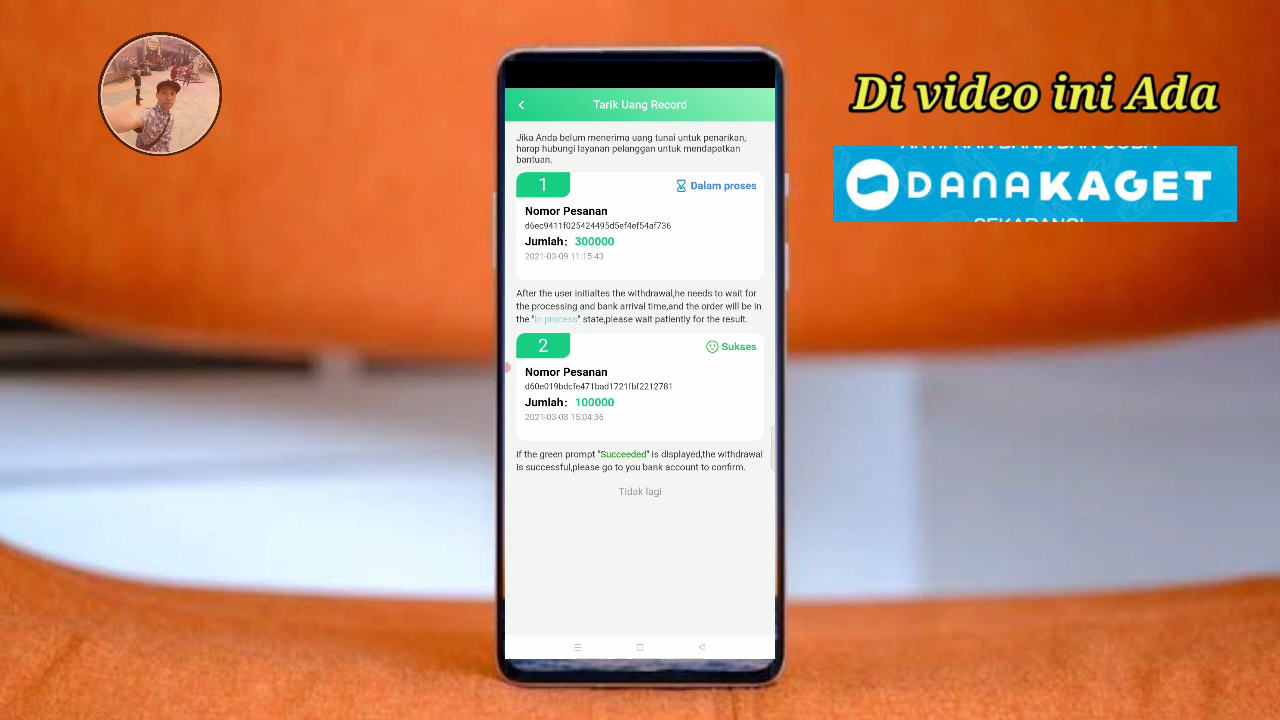 Di video ini Ada
DANA KAGET
SEKARANG!
Tarik Uang Record
Jika Anda belum menerima uang tunai untuk penarikan,
harap hubungi layanan pelanggan untuk mendapatkan
bantuan.
1
Dalam proses
Nomor Pesanan
d6ec9411f025424495d5ef4ef54af736
Jumlah: 300000
2021-03-09 11:15:43
After the user initialtes the withdrawal,he needs to wait for
the processing and bank arrival time,and the order will be in
the "In process" state,please wait patiently for the result.
2
Sukses
Nomor Pesanan
d60e019bdcfe471bad1721fbf2212781
Jumlah: 100000
2021-03-08 15:04:36
if the green prompt "Succeeded" is displayed,the withdrawal
is successful,please go to you bank account to confirm.
Tidak lagi